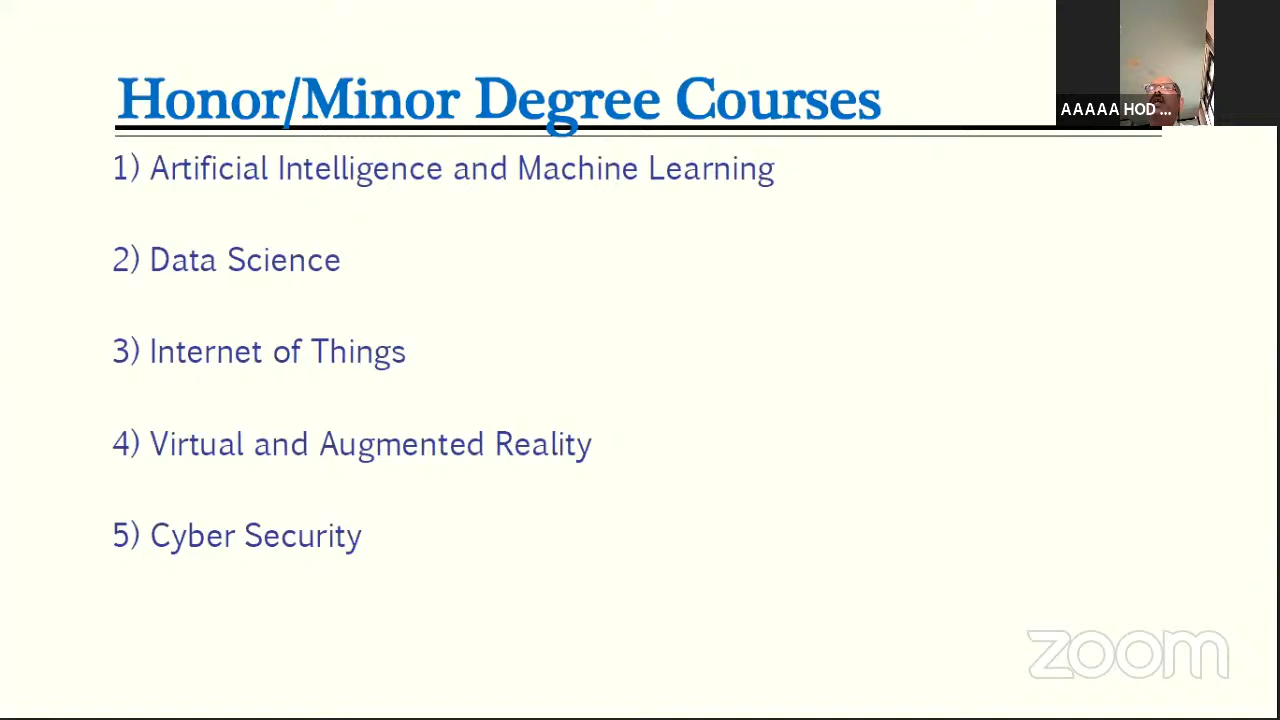 Honor/Minor Degree Courses
AAAAA HOD ...
1) Artificial Intelligence and Machine Learning
2) Data Science
3) Internet of Things
4) Virtual and Augmented Reality
5) Cyber Security
zoom